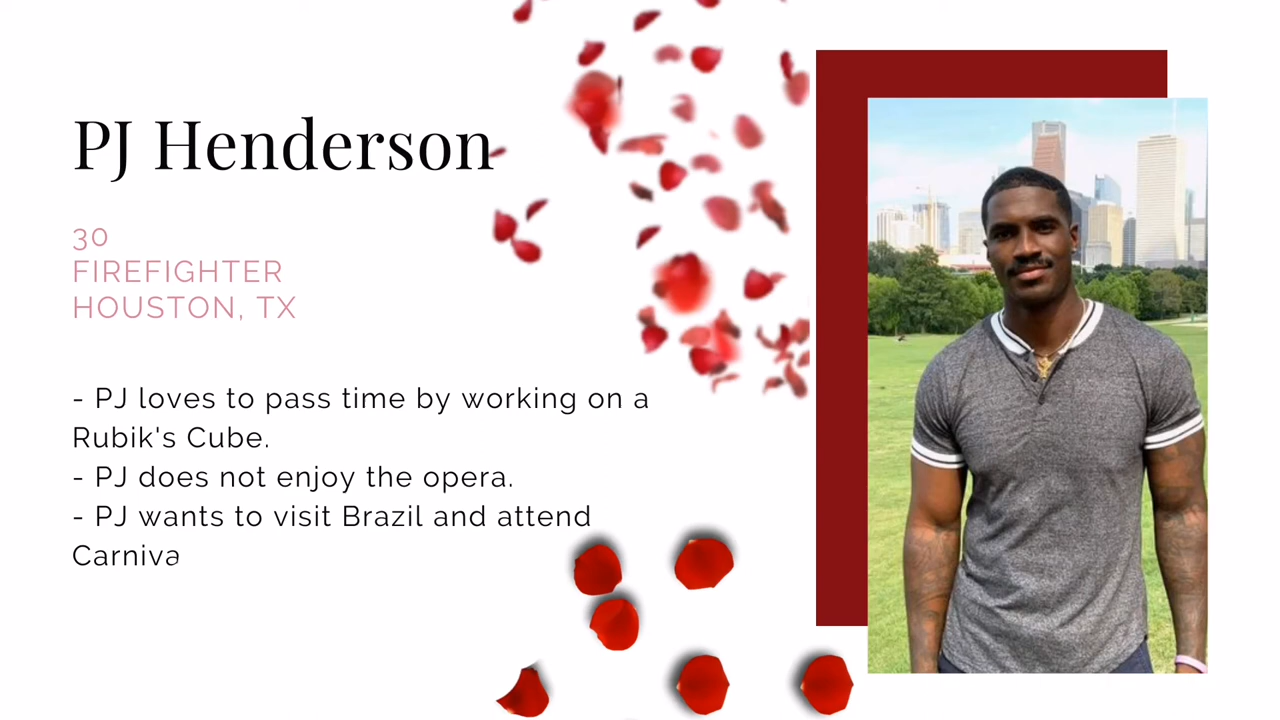 PJ Henderson
30
FIREFIGHTER
HOUSTON, TX
- PJ loves to pass time by working on a
Rubik's Cube.
- PJ does not enjoy the opera.
- PJ wants to visit Brazil and attend
Carniva